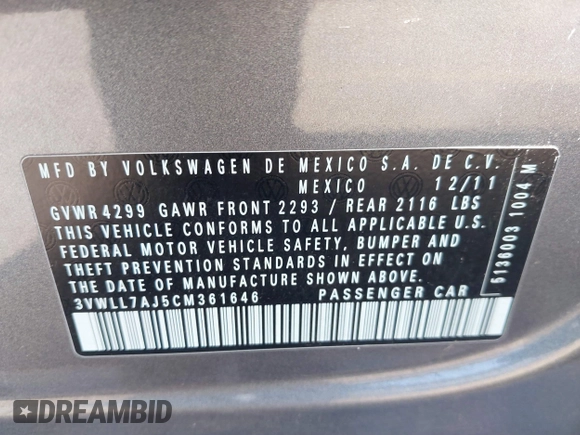 MFD BY VOLKSWAGEN DE MEXICO S.A. DE C.V.
MEXICO 12/11
GVWR 4299 GAWR FRONT 2293 / REAR 2116 LBS
THIS VEHICLE CONFORMS TO ALL APPLICABLE U.S.
FEDERAL MOTOR VEHICLE SAFETY, BUMPER AND
THEFT PREVENTION STANDARDS IN EFFECT ON
THE DATE OF MANUFACTURE SHOWN ABOVE.
3VWLL7AJ5CM361646 PASSENGER CAR
5136003 1004 M
DREAMBID